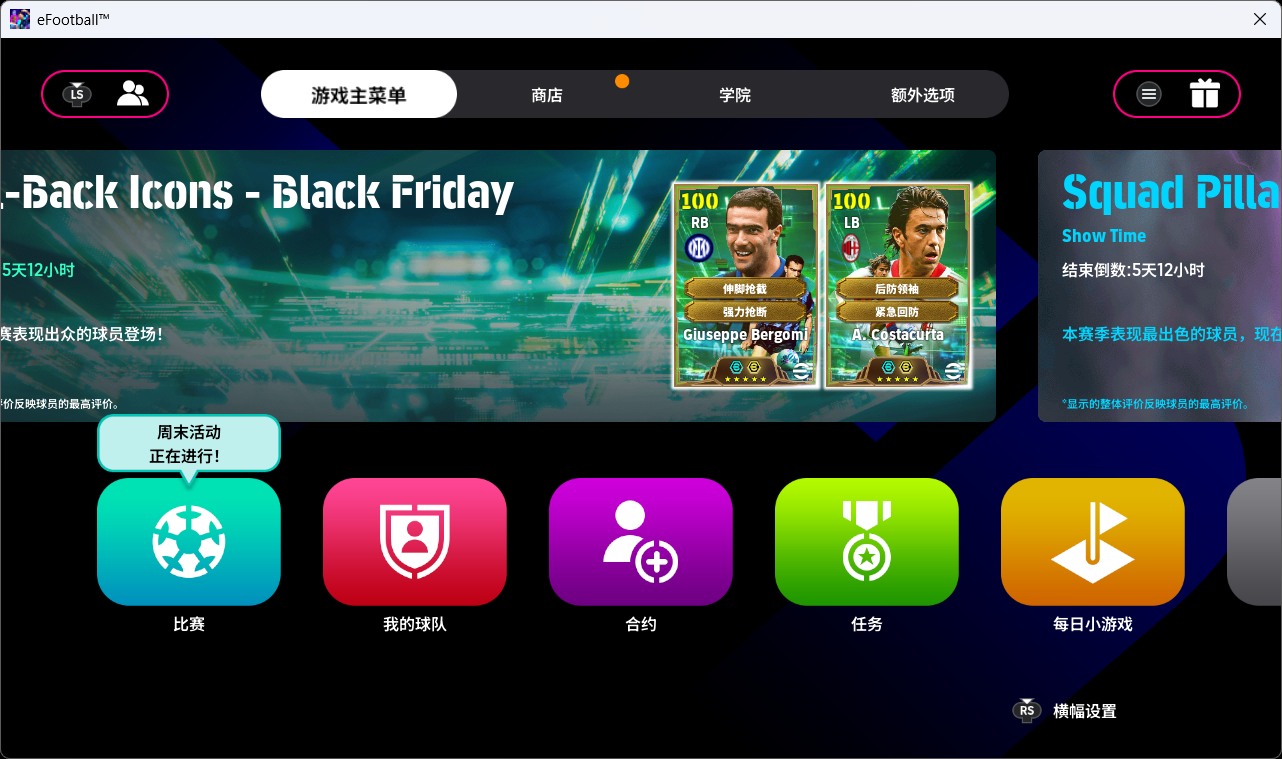 eFootball™
LS
游戏主菜单
商店
学院
额外选项
-Back Icons - Black Friday
5天12小时
赛表现出众的球员登场！
价反映球员的最高评价。
100
RB
伸脚抢截
强力抢断
Giuseppe Bergomi
100
LB
后防领袖
紧急回防
A. Costacurta
Squad Pilla
Show Time
结束倒数:5天12小时
本赛季表现最出色的球员，现在
*显示的整体评价反映球员的最高评价。
周末活动
正在进行！
比赛
我的球队
合约
任务
每日小游戏
RS
横幅设置